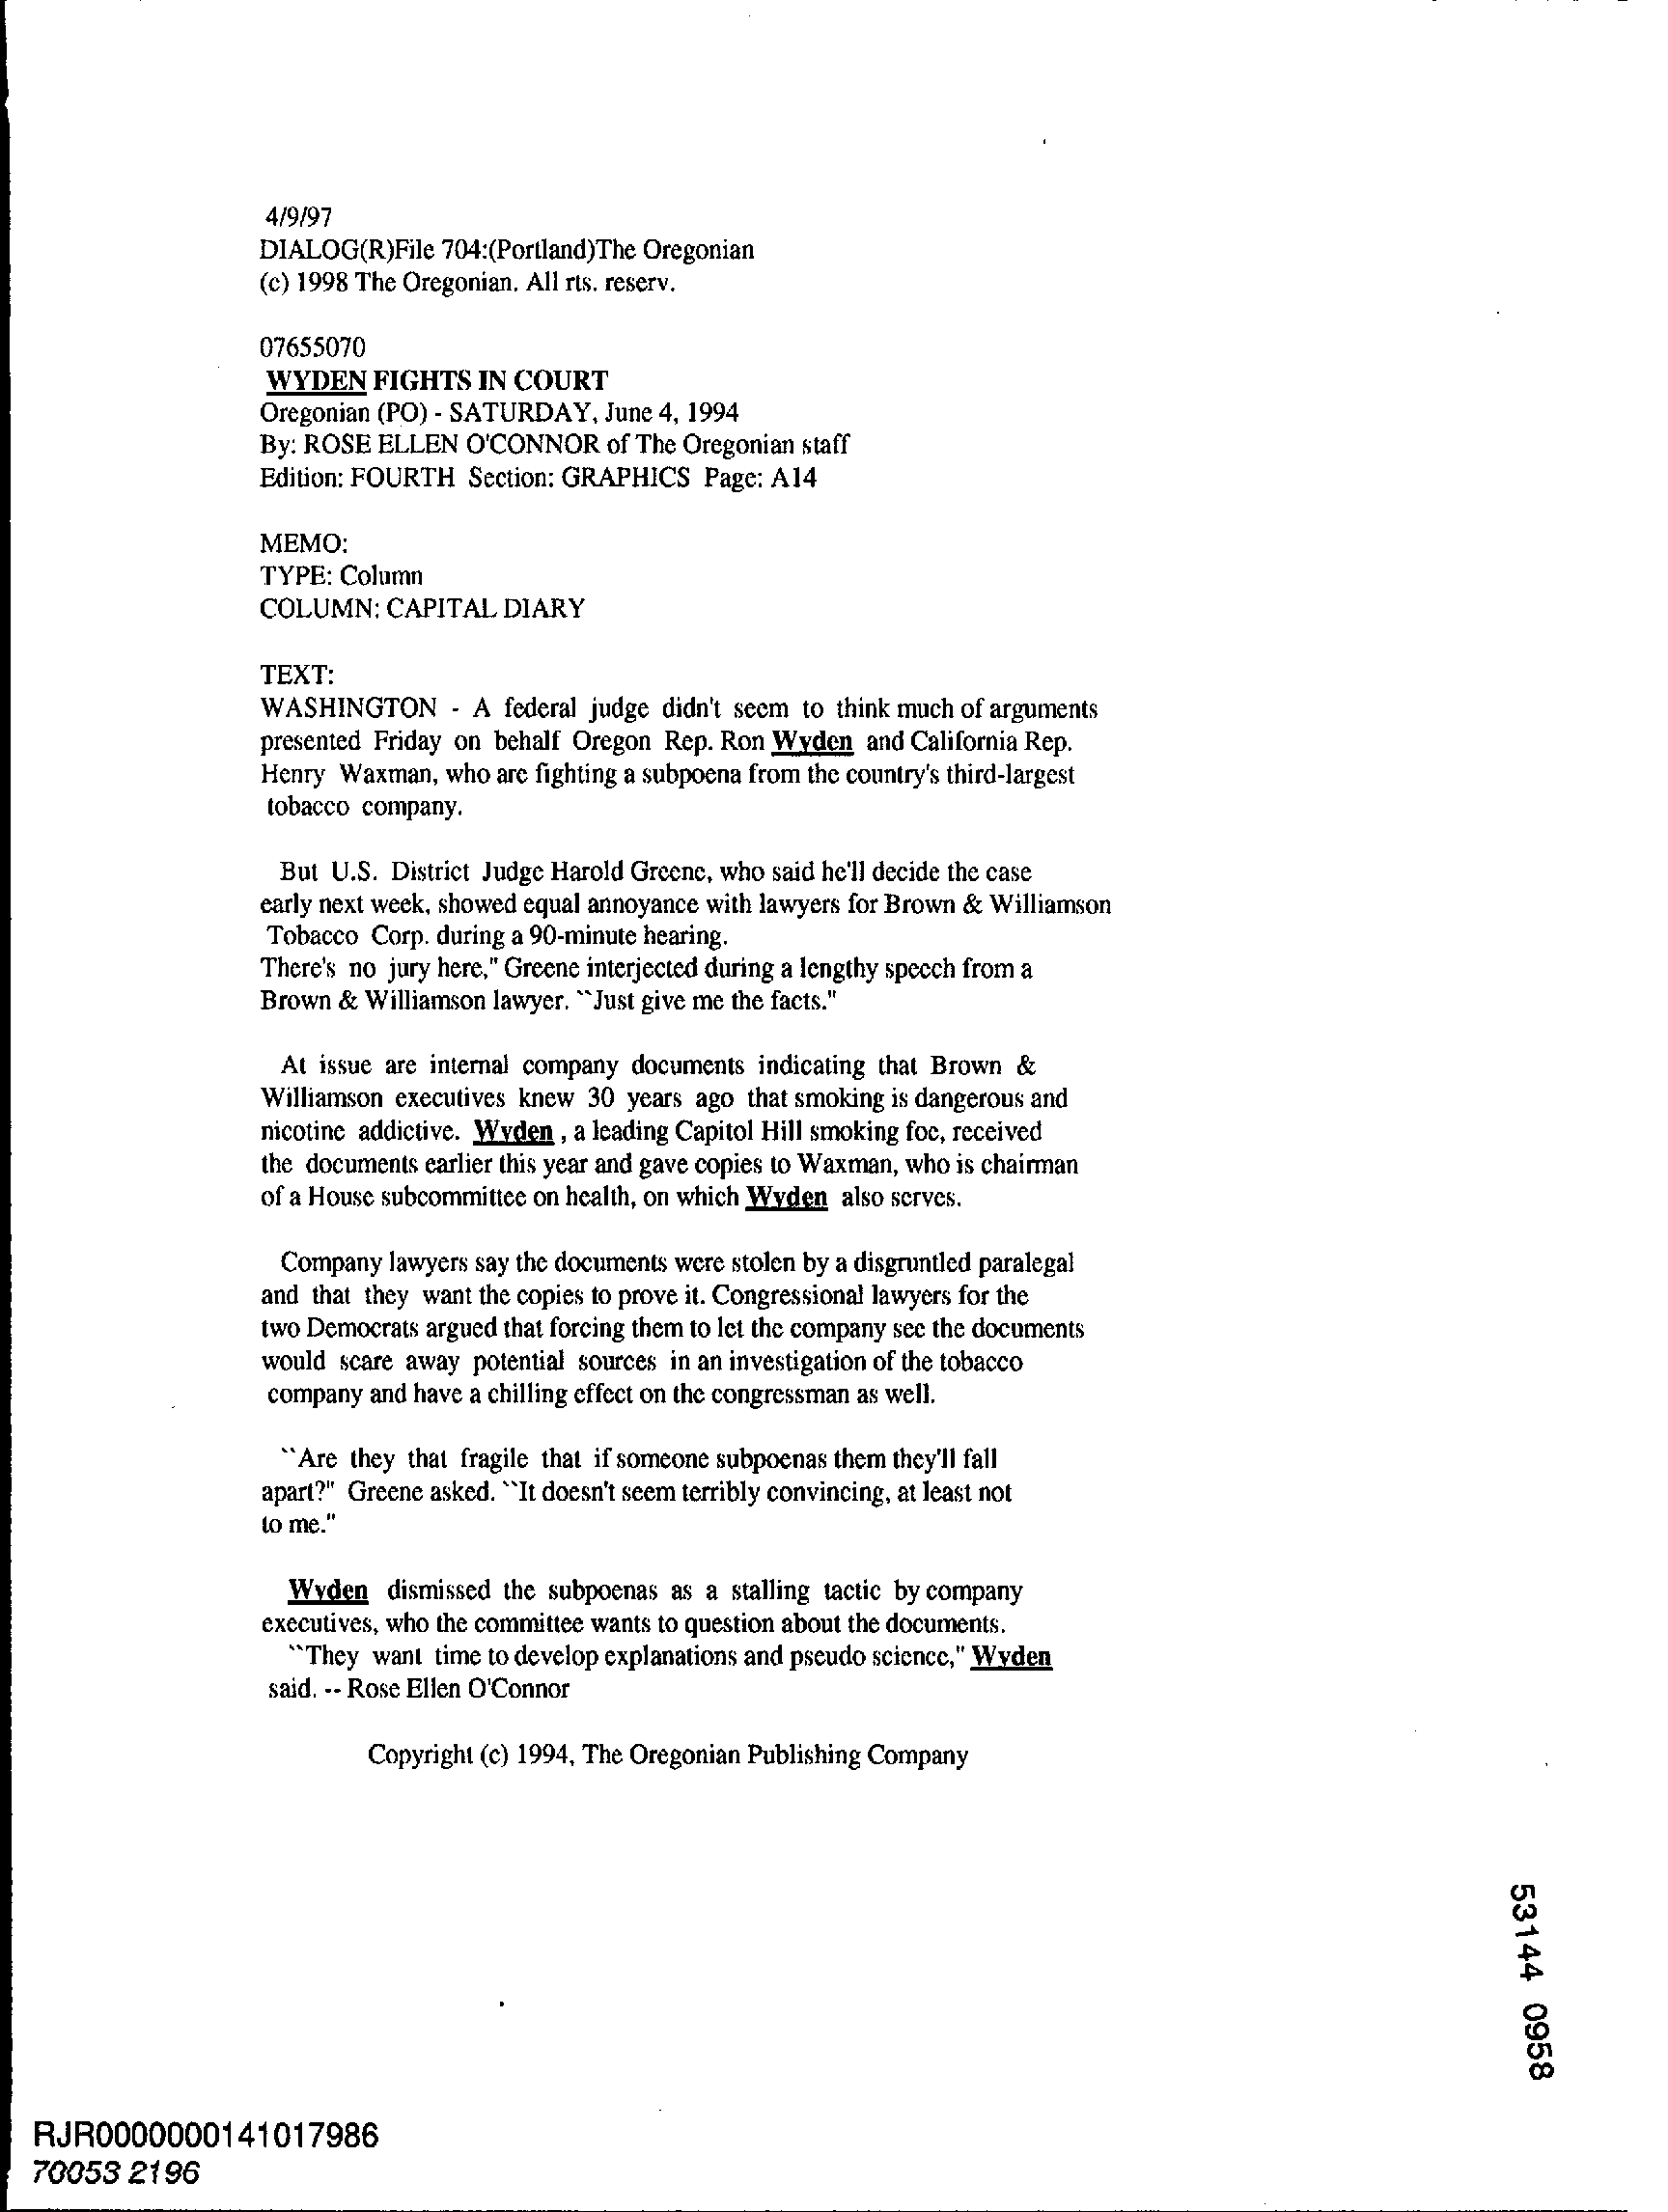 4/9/97
DIALOG(R)File 704:(Portland)The Oregonian
(c) 1998 The Oregonian. All rts. reserv.
07655070
WYDEN FIGHTS IN COURT
Oregonian (PO) - SATURDAY, June 4, 1994
By: ROSE ELLEN O'CONNOR of The Oregonian staff
Edition: FOURTH Section: GRAPHICS Page: A14
MEMO:
TYPE: Column
COLUMN: CAPITAL DIARY
TEXT:
WASHINGTON - A federal judge didn't seem to think much of arguments
presented Friday on behalf Oregon Rep. Ron Wyden and California Rep.
Henry Waxman, who are fighting a subpoena from the country's third-largest
tobacco company.
But U.S. District Judge Harold Greene, who said he'll decide the case
early next week, showed equal annoyance with lawyers for Brown & Williamson
Tobacco Corp. during a 90-minute hearing.
There's no jury here," Greene interjected during a lengthy speech from a
Brown & Williamson lawyer. ``Just give me the facts."
At issue are internal company documents indicating that Brown &
Williamson executives knew 30 years ago that smoking is dangerous and
nicotine addictive. Wyden , a leading Capitol Hill smoking foe, received
the documents earlier this year and gave copies to Waxman, who is chairman
of a House subcommittee on health, on which Wyden also serves.
Company lawyers say the documents were stolen by a disgruntled paralegal
and that they want the copies to prove it. Congressional lawyers for the
two Democrats argued that forcing them to let the company see the documents
would scare away potential sources in an investigation of the tobacco
company and have a chilling effect on the congressman as well.
``Are they that fragile that if someone subpoenas them they'll fall
apart?" Greene asked. ``It doesn't seem terribly convincing, at least not
to me."
Wyden dismissed the subpoenas as a stalling tactic by company
executives, who the committee wants to question about the documents.
``They want time to develop explanations and pseudo science," Wyden
said. -- Rose Ellen O'Connor
Copyright (c) 1994, The Oregonian Publishing Company
53144 0958
RJR0000000141017986
70053 2196